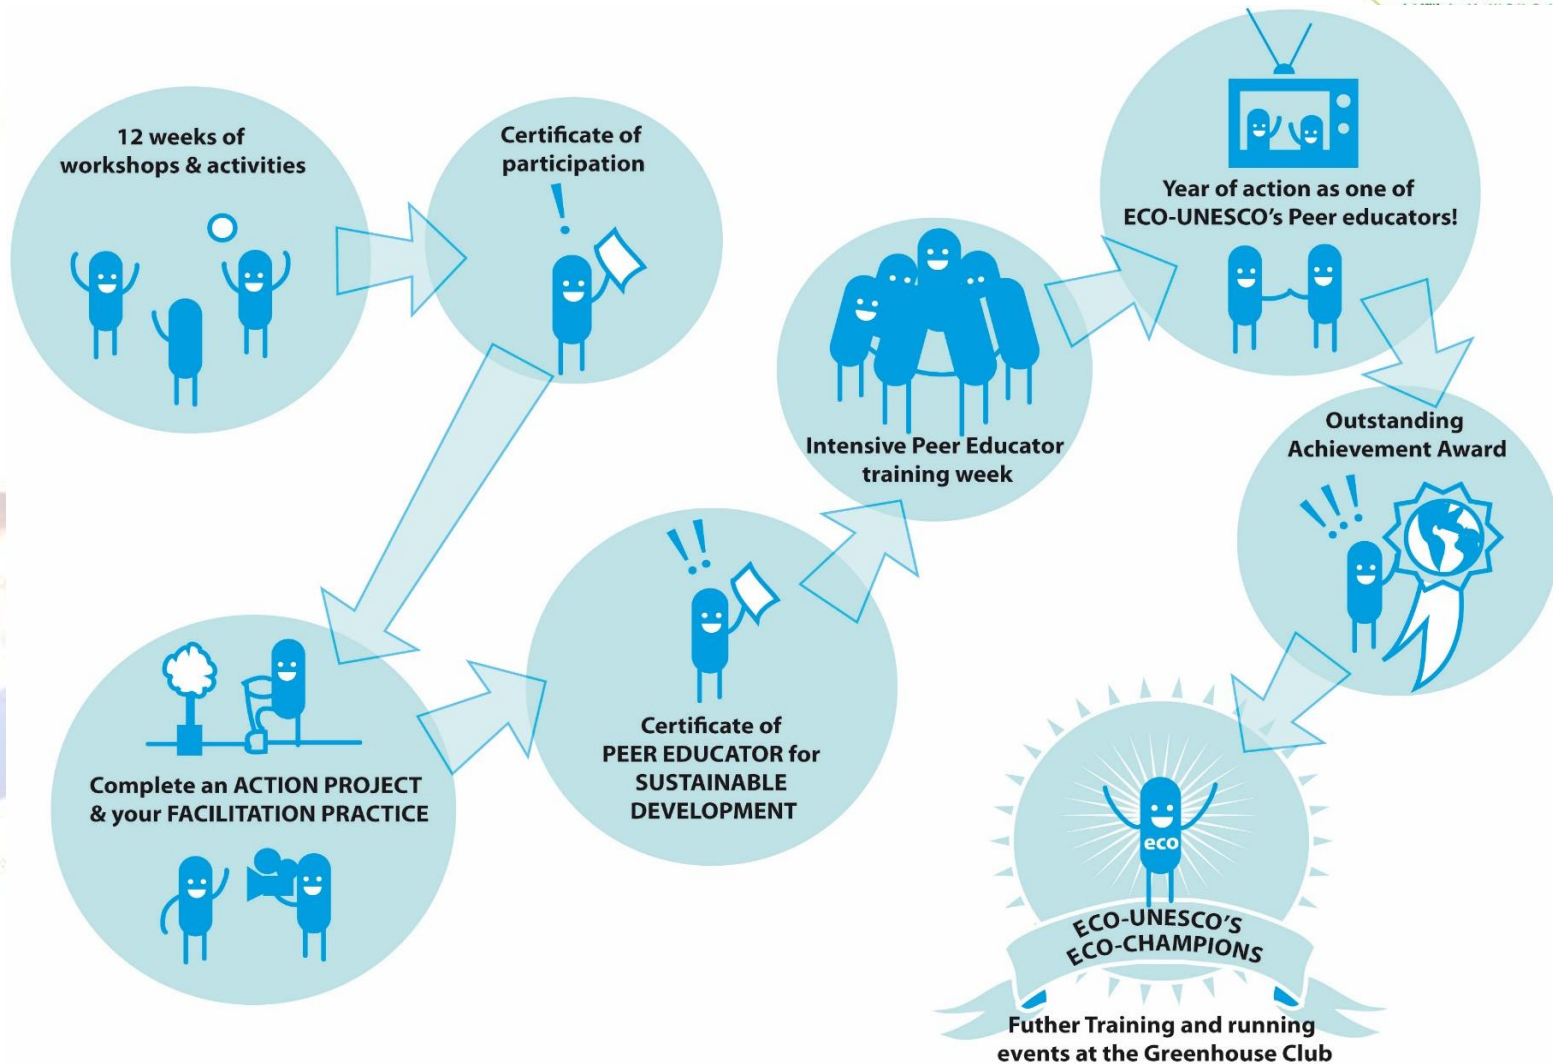 12 weeks of
workshops & activities
Certificate of
participation
Complete an ACTION PROJECT
& your FACILITATION PRACTICE
Certificate of
PEER EDUCATOR for
SUSTAINABLE
DEVELOPMENT
Intensive Peer Educator
training week
Year of action as one of
ECO-UNESCO's Peer educators!
Outstanding
Achievement Award
eco
ECO-UNESCO'S
ECO-CHAMPIONS
Futher Training and running
events at the Greenhouse Club